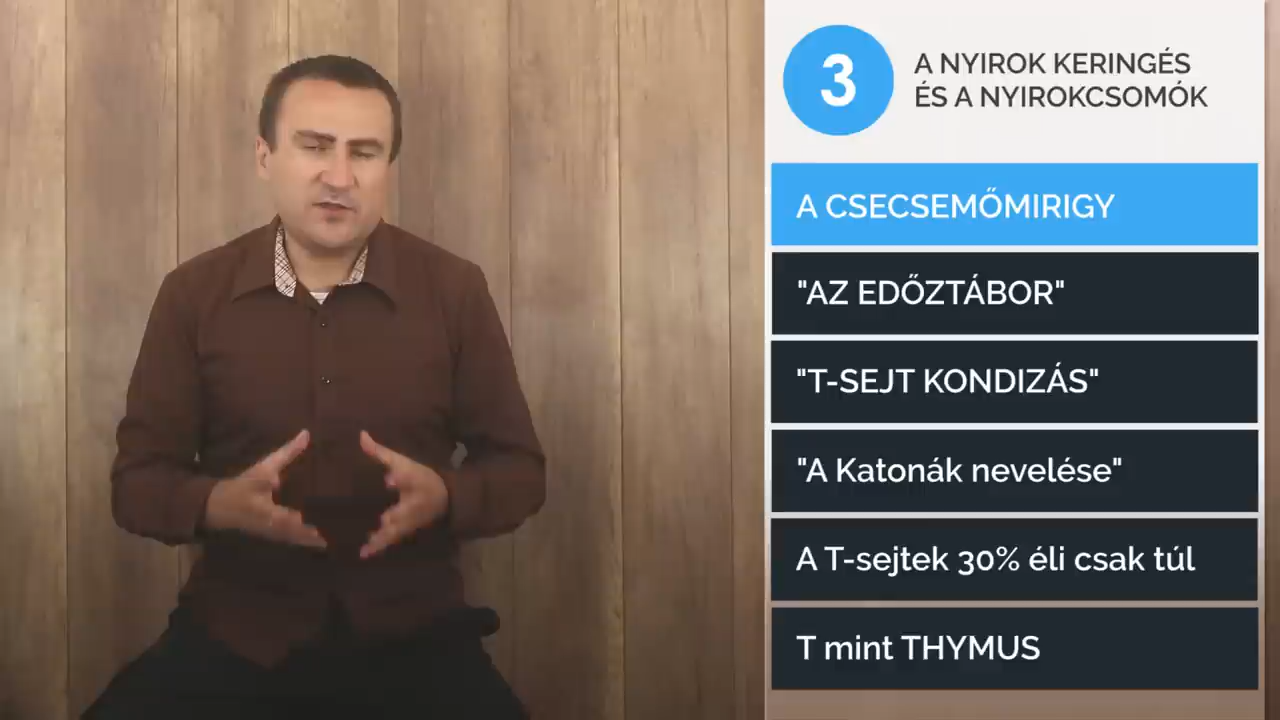 3
A NYIROK KERINGÉS
ÉS A NYIROKCSOMÓK
A CSECSEMŐMIRIGY
"AZ EDŐZTÁBOR"
"T-SEJT KONDIZÁS"
"A Katonák nevelése"
A T-sejtek 30% éli csak túl
T mint THYMUS